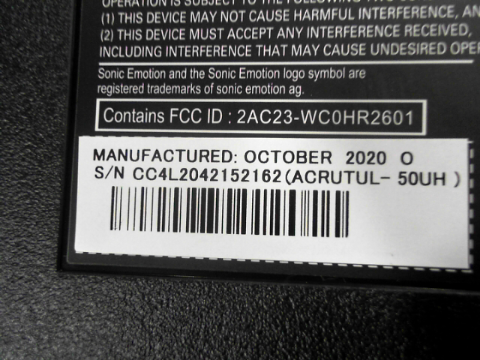 OPERATION IS SUBJECT TO THE FOLLOWING TWO
(1) THIS DEVICE MAY NOT CAUSE HARMFUL INTERFERENCE, AN
(2) THIS DEVICE MUST ACCEPT ANY INTERFERENCE RECEIVED,
INCLUDING INTERFERENCE THAT MAY CAUSE UNDESIRED OPE
Sonic Emotion and the Sonic Emotion logo symbol are
registered trademarks of sonic emotion ag.
Contains FCC ID : 2AC23-WC0HR2601
MANUFACTURED: OCTOBER 2020 O
S/N CC4L2042152162(ACRUTUL-50UH)